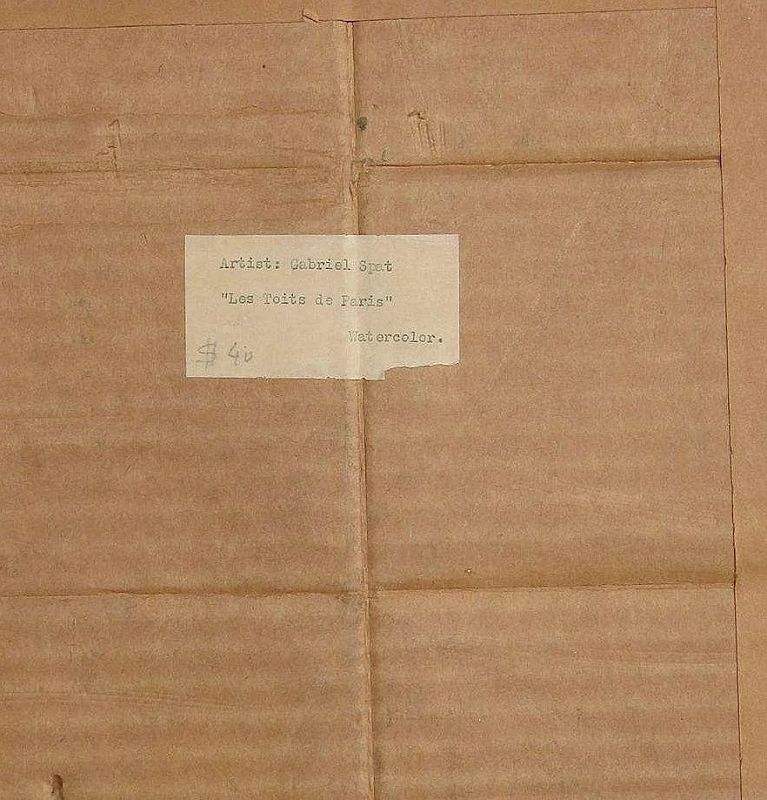 Artist: Gabriel Spat
"Les Toits de Paris"
Watercolor.
$ 40